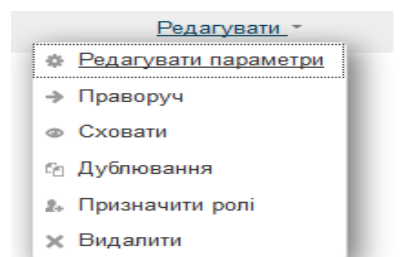 Редагувати
Редагувати параметри
Праворуч
Сховати
Дублювання
Призначити ролі
Видалити